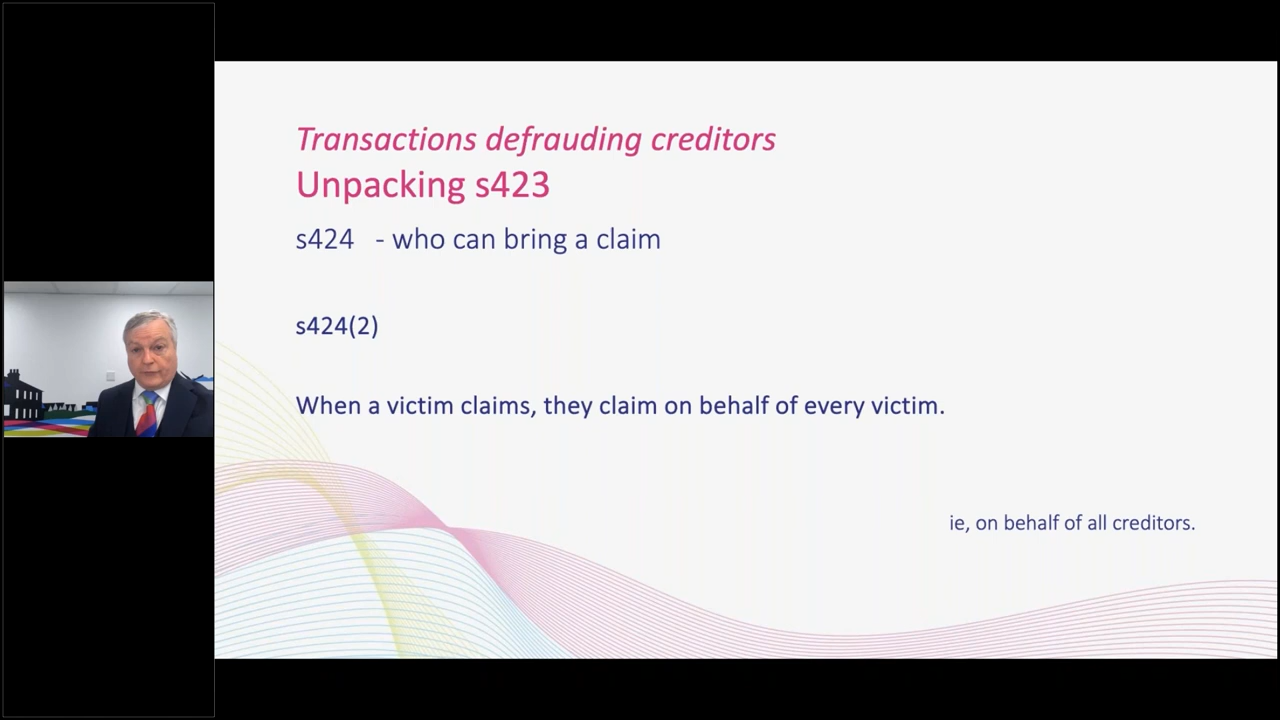 Transactions defrauding creditors
Unpacking s423
s424 - who can bring a claim
s424(2)
When a victim claims, they claim on behalf of every victim.
ie, on behalf of all creditors.